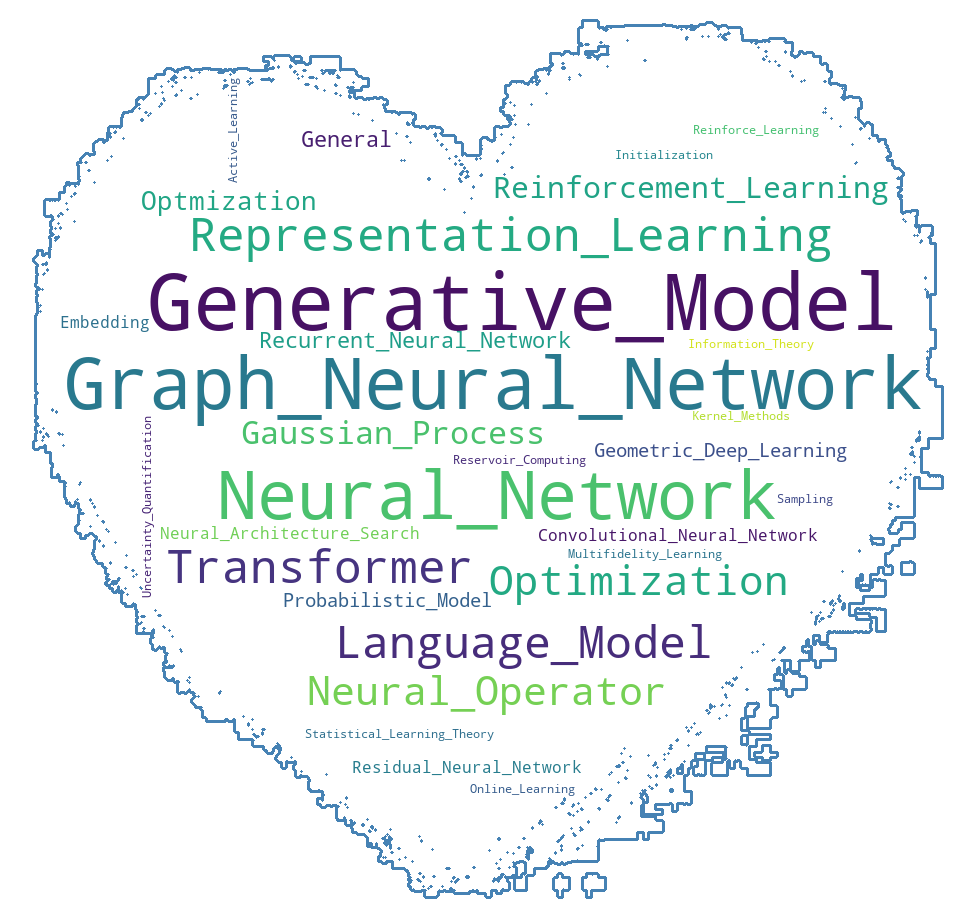 Active_Learning
General
Reinforce_Learning
Initialization
Optmization
Reinforcement_Learning
Representation_Learning
Generative_Model
Embedding
Recurrent_Neural_Network
Information_Theory
Graph_Neural_Network
Kernel_Methods
Gaussian_Process
Geometric_Deep_Learning
Reservoir_Computing
Uncertainty_Quantification
Neural_Network
Sampling
Neural_Architecture_Search
Convolutional_Neural_Network
Multifidelity_Learning
Transformer
Optimization
Probabilistic_Model
Language_Model
Neural_Operator
Statistical_Learning_Theory
Residual_Neural_Network
Online_Learning